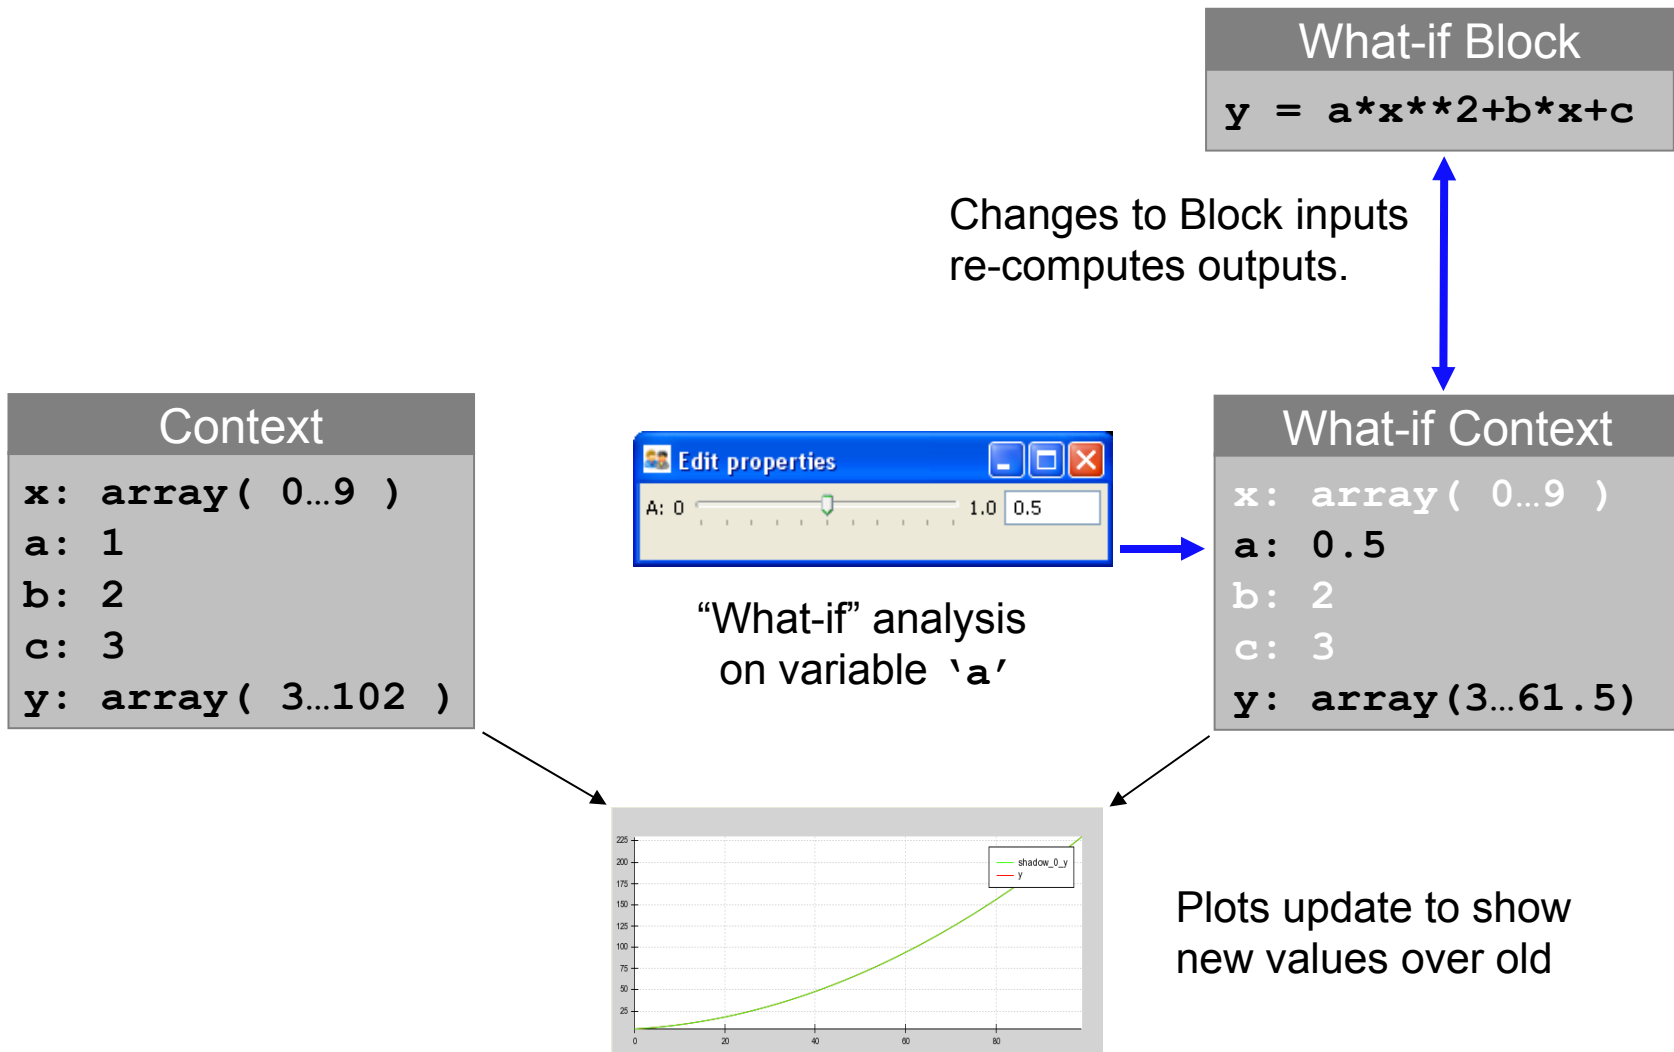 What-if Block
y = a*x**2+b*x+c
Changes to Block inputs
re-computes outputs.
Context
x: array( 0…9 )
a: 1
b: 2
c: 3
y: array( 3…102 )
Edit properties
A: 0 1.0 0.5
“What-if” analysis
on variable ‘a’
What-if Context
x: array( 0…9 )
a: 0.5
b: 2
c: 3
y: array(3…61.5)
225
200
175
150
125
100
75
50
25
0 20 40 60 80
shadow_0_y
y
Plots update to show
new values over old